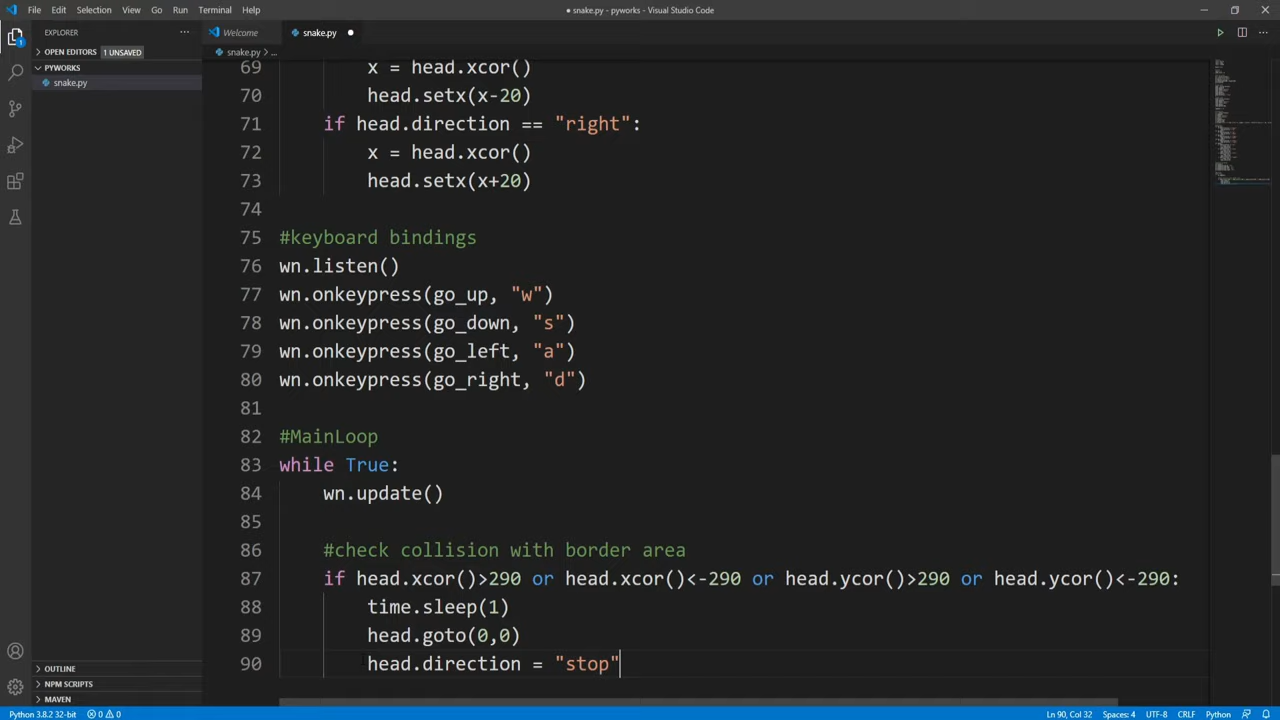 File Edit Selection View Go Run Terminal Help
● snake.py - pyworks - Visual Studio Code
EXPLORER
Welcome
snake.py
OPEN EDITORS 1 UNSAVED
snake.py > ...
PYWORKS
snake.py
1
69 x = head.xcor()
70 head.setx(x-20)
71 if head.direction == "right":
72 x = head.xcor()
73 head.setx(x+20)
74
75 #keyboard bindings
76 wn.listen()
77 wn.onkeypress(go_up, "w")
78 wn.onkeypress(go_down, "s")
79 wn.onkeypress(go_left, "a")
80 wn.onkeypress(go_right, "d")
81
82 #MainLoop
83 while True:
84 wn.update()
85
86 #check collision with border area
87 if head.xcor()>290 or head.xcor()<-290 or head.ycor()>290 or head.ycor()<-290:
88 time.sleep(1)
89 head.goto(0,0)
90 head.direction = "stop"
OUTLINE
NPM SCRIPTS
MAVEN
Python 3.8.2 32-bit 0 0
Ln 90, Col 32 Spaces: 4 UTF-8 CRLF Python